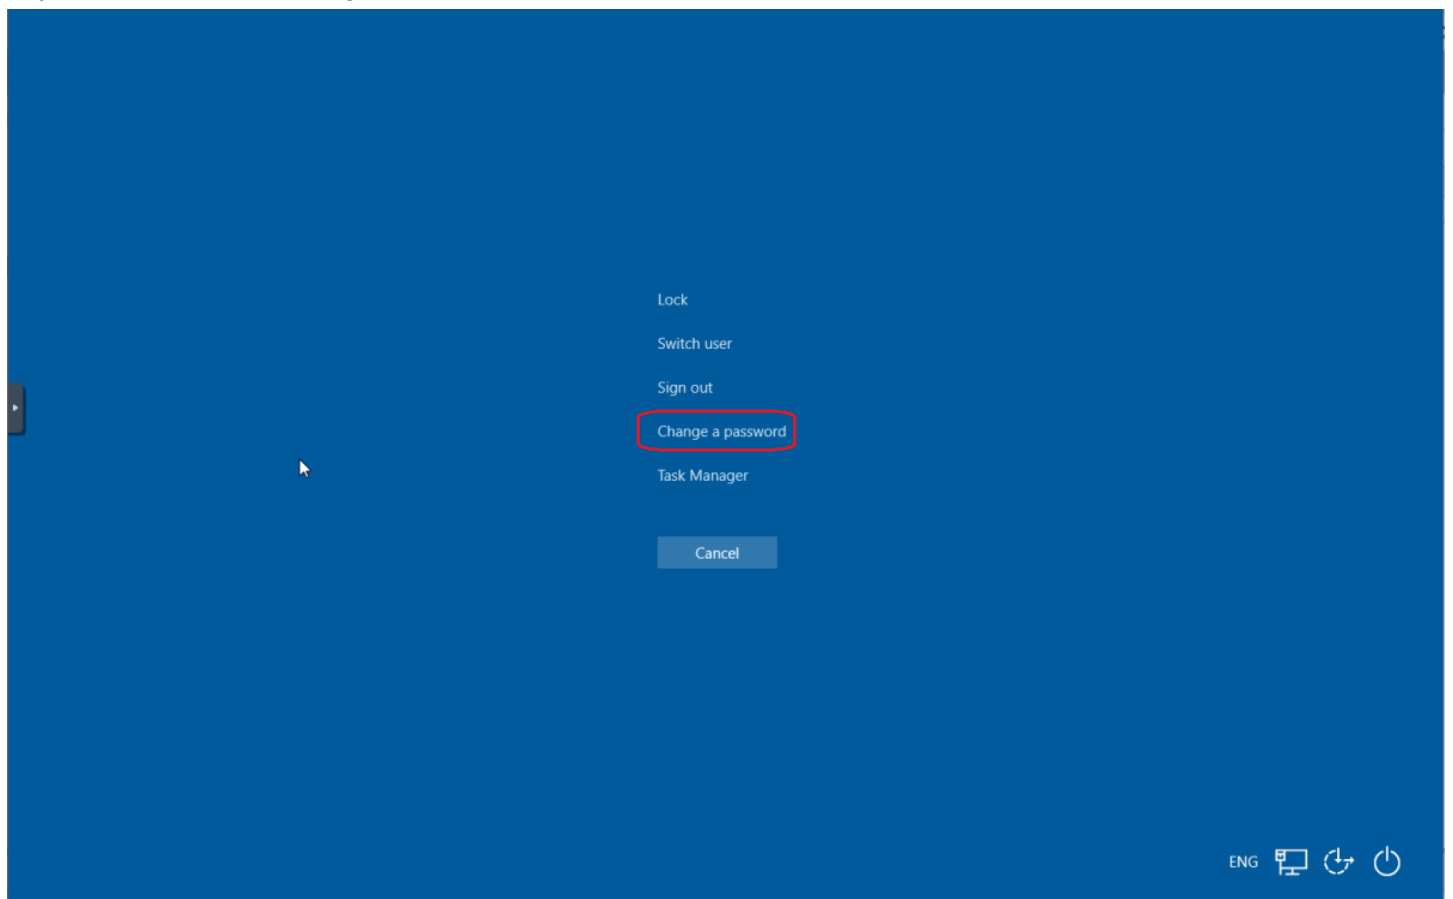 Lock
Switch user
Sign out
Change a password
Task Manager
Cancel
ENG